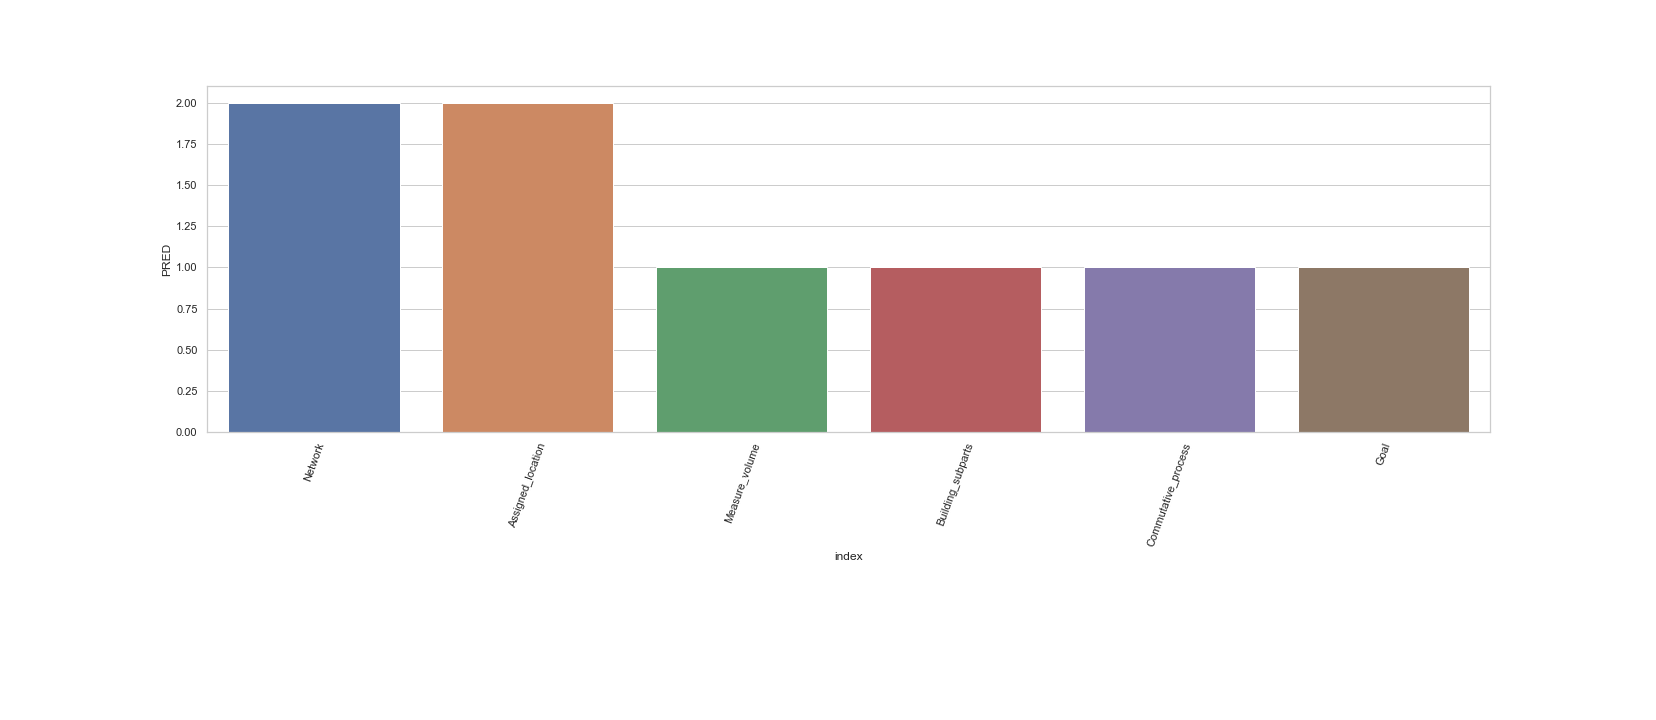 2.00
1.75
1.50
1.25
1.00
0.75
0.50
0.25
0.00
PRED
Network
Assigned_location
Measure_volume
Building_subparts
Commutative_process
Goal
index